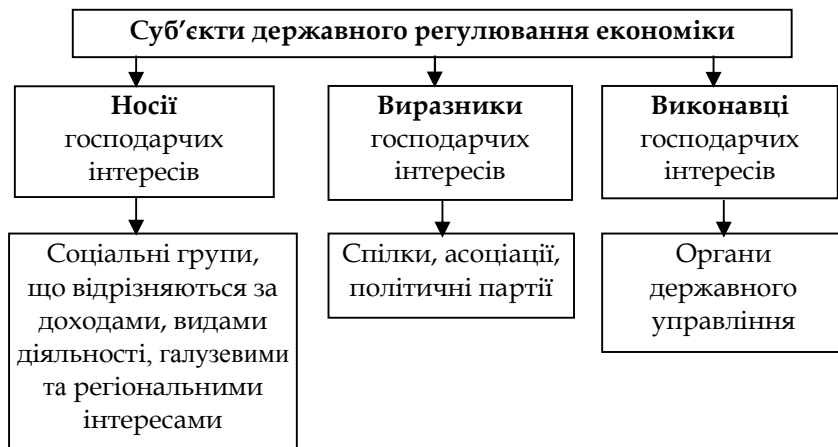 Суб’єкти державного регулювання економіки
Носії
господарчих
інтересів
Виразники
господарчих
інтересів
Виконавці
господарчих
інтересів
Соціальні групи,
що відрізняються за
доходами, видами
діяльності, галузевими
та регіональними
інтересами
Спілки, асоціації,
політичні партії
Органи
державного
управління